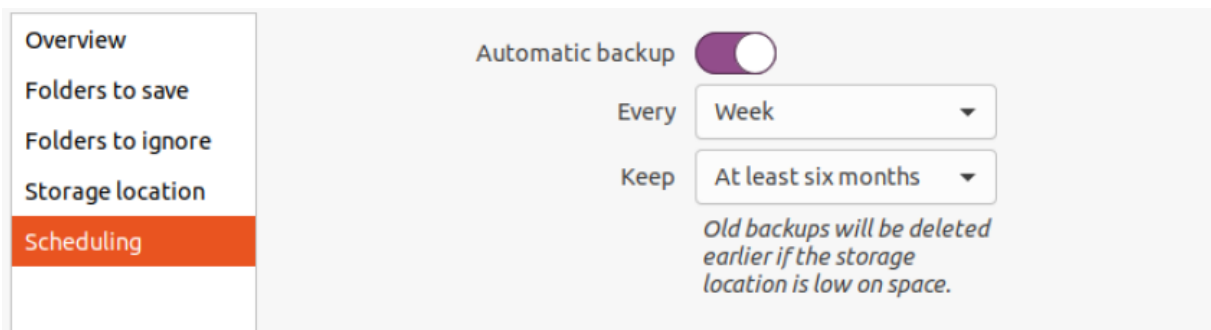 Overview
Folders to save
Folders to ignore
Storage location
Scheduling
Automatic backup
Every Week
Keep At least six months
Old backups will be deleted
earlier if the storage
location is low on space.